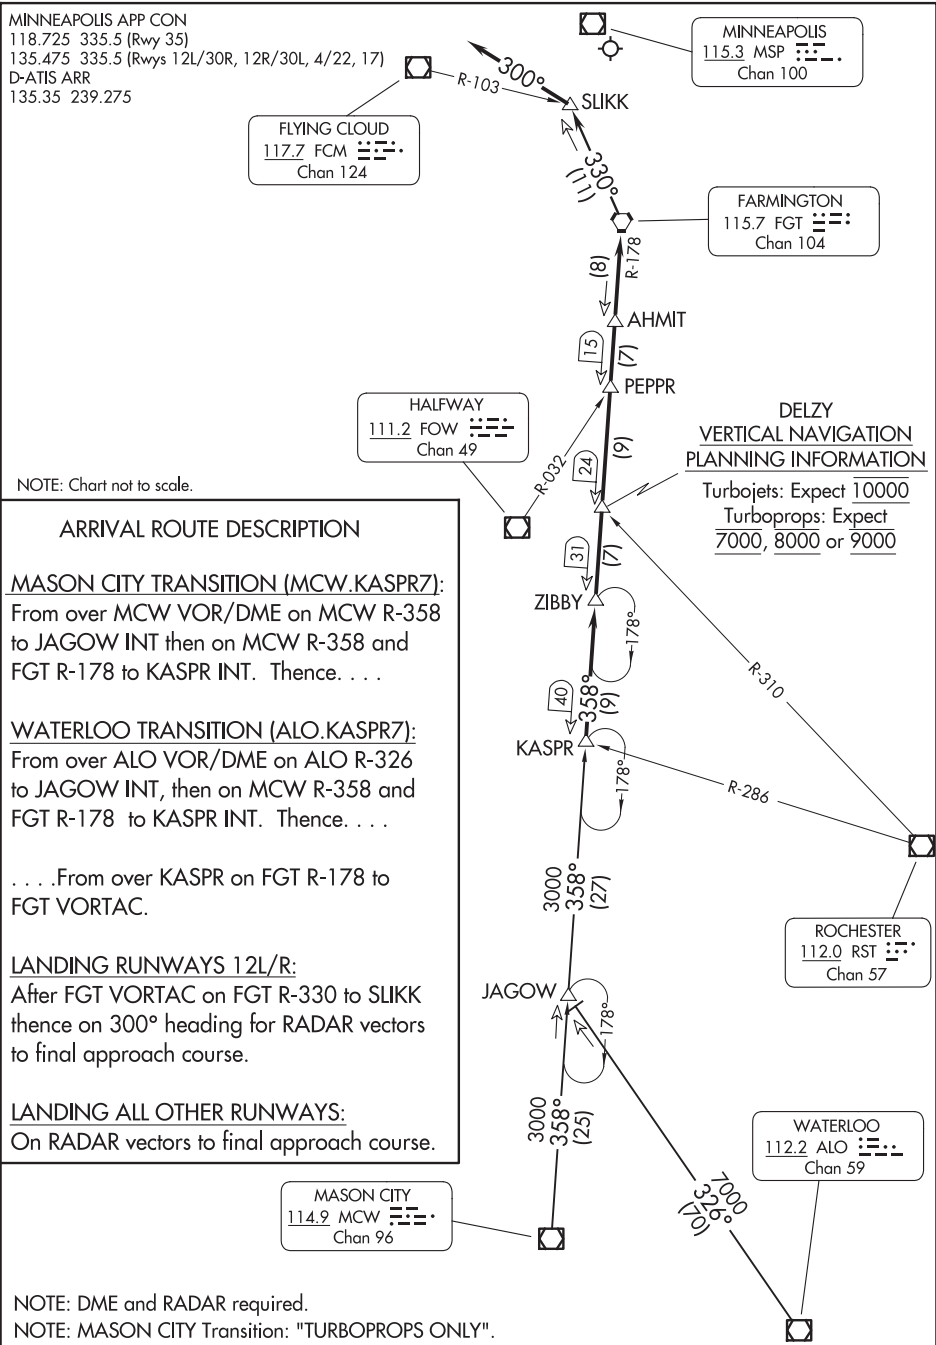 MINNEAPOLIS APP CON
118.725 335.5 (Rwy 35)
135.475 335.5 (Rwys 12L/30R, 12R/30L, 4/22, 17)
D-ATIS ARR
135.35 239.275
MINNEAPOLIS
115.3 MSP
Chan 100
300°
R-103
SLIKK
FLYING CLOUD
117.7 FCM
Chan 124
330°
(11)
FARMINGTON
115.7 FGT
Chan 104
R-178
(8)
AHMIT
15
(7)
PEPPR
HALFWAY
111.2 FOW
Chan 49
R-032
24
(9)
DELZY
VERTICAL NAVIGATION
PLANNING INFORMATION
Turbojets: Expect 10000
Turboprops: Expect
7000, 8000 or 9000
31
(7)
ZIBBY
178°
R-310
40
358°
(9)
KASPR
178°
R-286
3000
358°
(27)
ROCHESTER
112.0 RST
Chan 57
JAGOW
178°
3000
358°
(25)
WATERLOO
112.2 ALO
Chan 59
7000
326°
(70)
MASON CITY
114.9 MCW
Chan 96
NOTE: Chart not to scale.
ARRIVAL ROUTE DESCRIPTION
MASON CITY TRANSITION (MCW.KASPR7):
From over MCW VOR/DME on MCW R-358
to JAGOW INT then on MCW R-358 and
FGT R-178 to KASPR INT. Thence. . . .
WATERLOO TRANSITION (ALO.KASPR7):
From over ALO VOR/DME on ALO R-326
to JAGOW INT, then on MCW R-358 and
FGT R-178 to KASPR INT. Thence. . . .
. . . .From over KASPR on FGT R-178 to
FGT VORTAC.
LANDING RUNWAYS 12L/R:
After FGT VORTAC on FGT R-330 to SLIKK
thence on 300° heading for RADAR vectors
to final approach course.
LANDING ALL OTHER RUNWAYS:
On RADAR vectors to final approach course.
NOTE: DME and RADAR required.
NOTE: MASON CITY Transition: "TURBOPROPS ONLY".